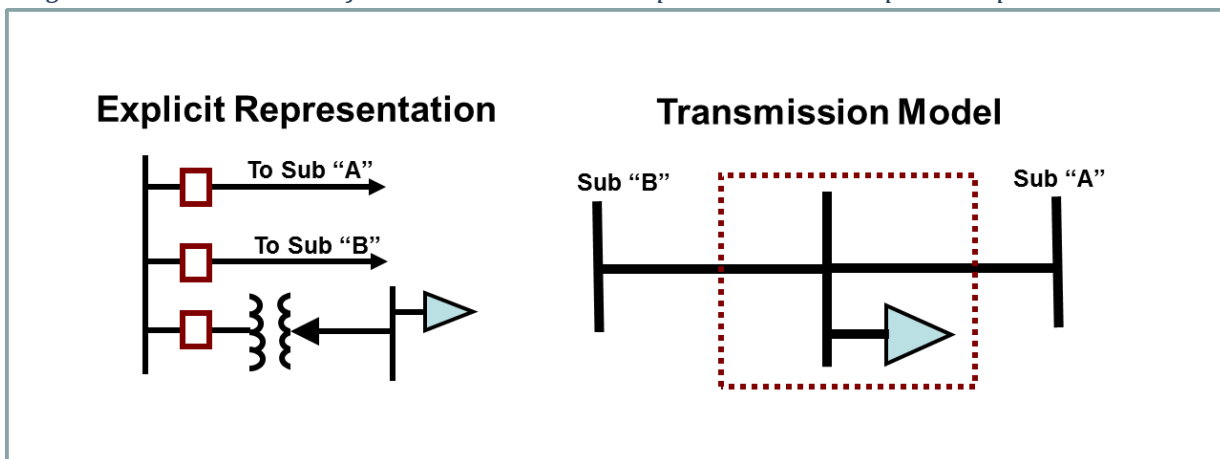 Explicit Representation
To Sub “A”
To Sub “B”
Transmission Model
Sub “B”
Sub “A”